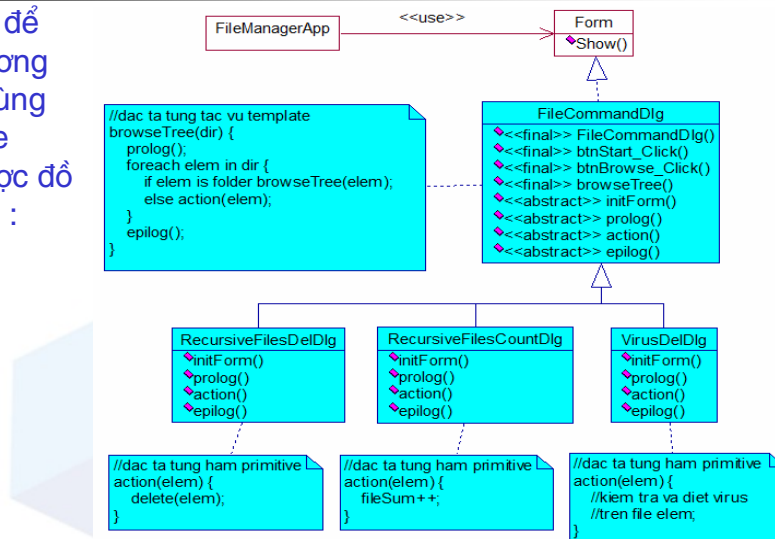 để
ơng
ùng
e
ợc đồ
:
FileManagerApp
<<use>>
Form
Show()
//dac ta tung tac vu template
browseTree(dir) {
prolog();
foreach elem in dir {
if elem is folder browseTree(elem);
else action(elem);
}
epilog();
}
FileCommandDlg
<<final>> FileCommandDlg()
<<final>> btnStart_Click()
<<final>> btnBrowse_Click()
<<final>> browseTree()
<<abstract>> initForm()
<<abstract>> prolog()
<<abstract>> action()
<<abstract>> epilog()
RecursiveFilesDelDlg
initForm()
prolog()
action()
epilog()
RecursiveFilesCountDlg
initForm()
prolog()
action()
epilog()
VirusDelDlg
initForm()
prolog()
action()
epilog()
//dac ta tung ham primitive
action(elem) {
delete(elem);
}
//dac ta tung ham primitive
action(elem) {
fileSum++;
}
//dac ta tung ham primitive
action(elem) {
//kiem tra va diet virus
//tren file elem;
}